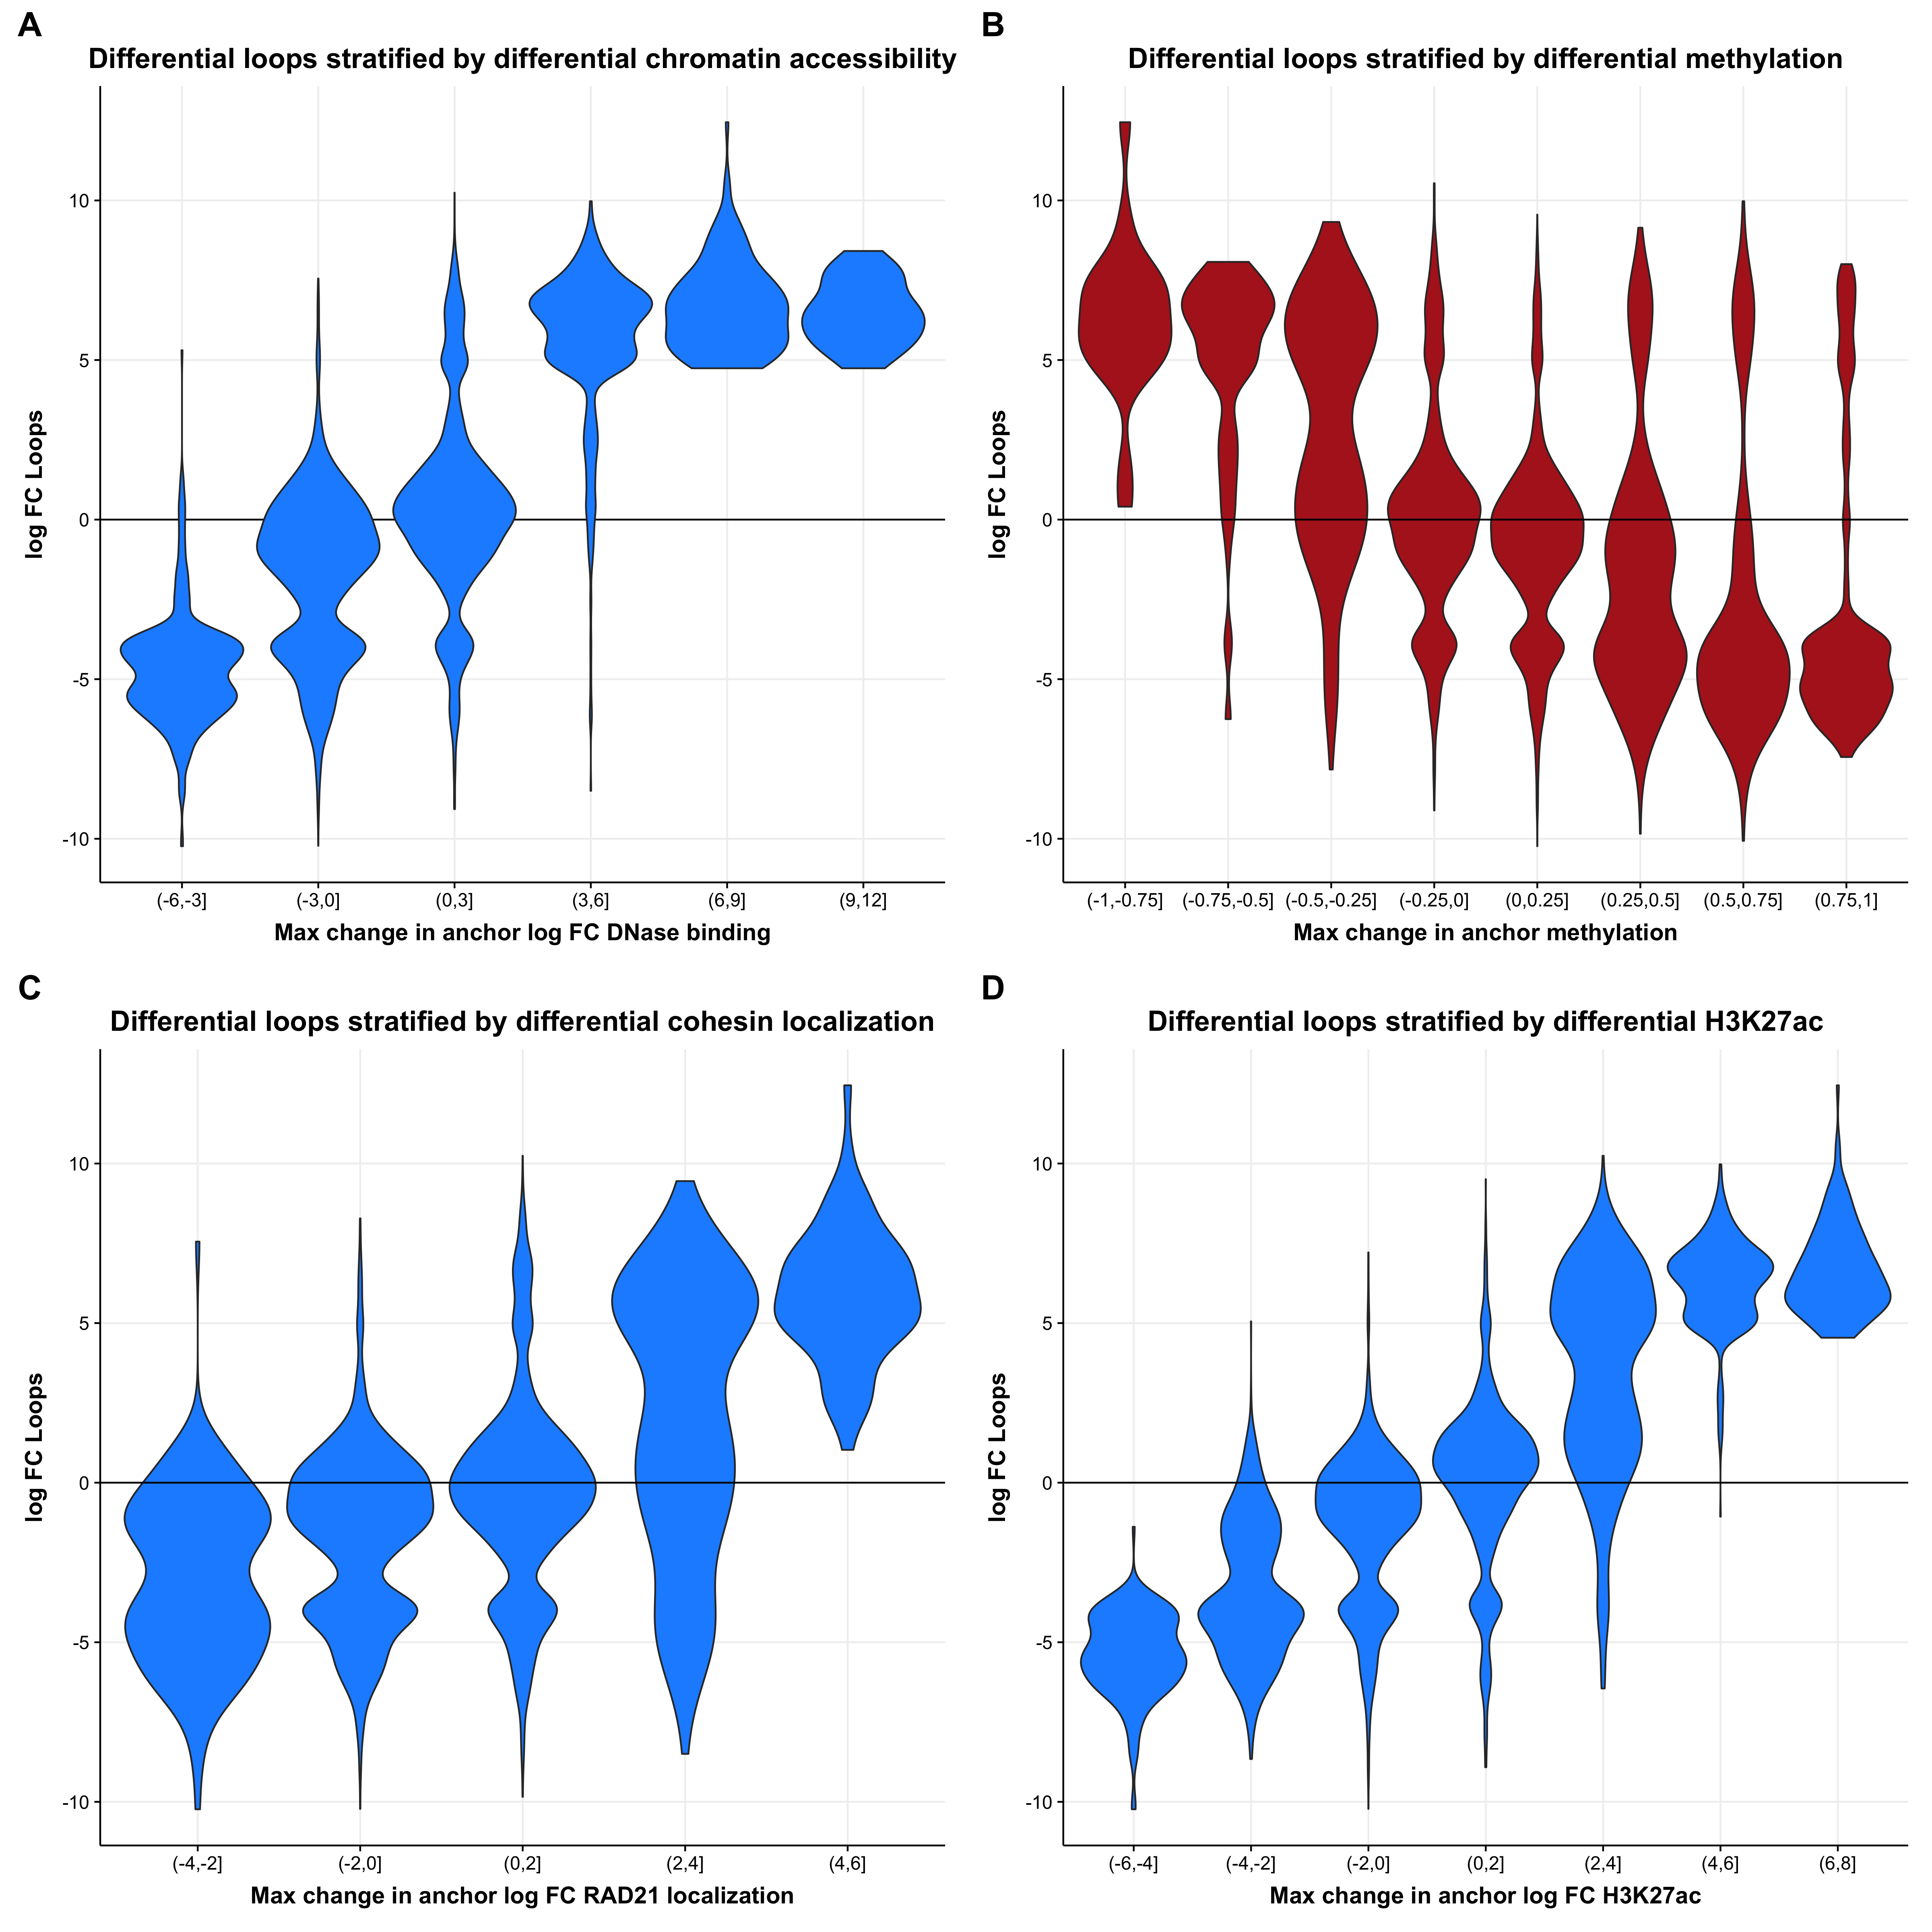 A
Differential loops stratified by differential chromatin accessibility
log FC Loops
10
5
0
-5
-10
(-6,-3] (-3,0] (0,3] (3,6] (6,9] (9,12]
Max change in anchor log FC DNase binding
B
Differential loops stratified by differential methylation
log FC Loops
10
5
0
-5
-10
(-1,-0.75] (-0.75,-0.5] (-0.5,-0.25] (-0.25,0] (0,0.25] (0.25,0.5] (0.5,0.75] (0.75,1]
Max change in anchor methylation
C
Differential loops stratified by differential cohesin localization
log FC Loops
10
5
0
-5
-10
(-4,-2] (-2,0] (0,2] (2,4] (4,6]
Max change in anchor log FC RAD21 localization
D
Differential loops stratified by differential H3K27ac
log FC Loops
10
5
0
-5
-10
(-6,-4] (-4,-2] (-2,0] (0,2] (2,4] (4,6] (6,8]
Max change in anchor log FC H3K27ac